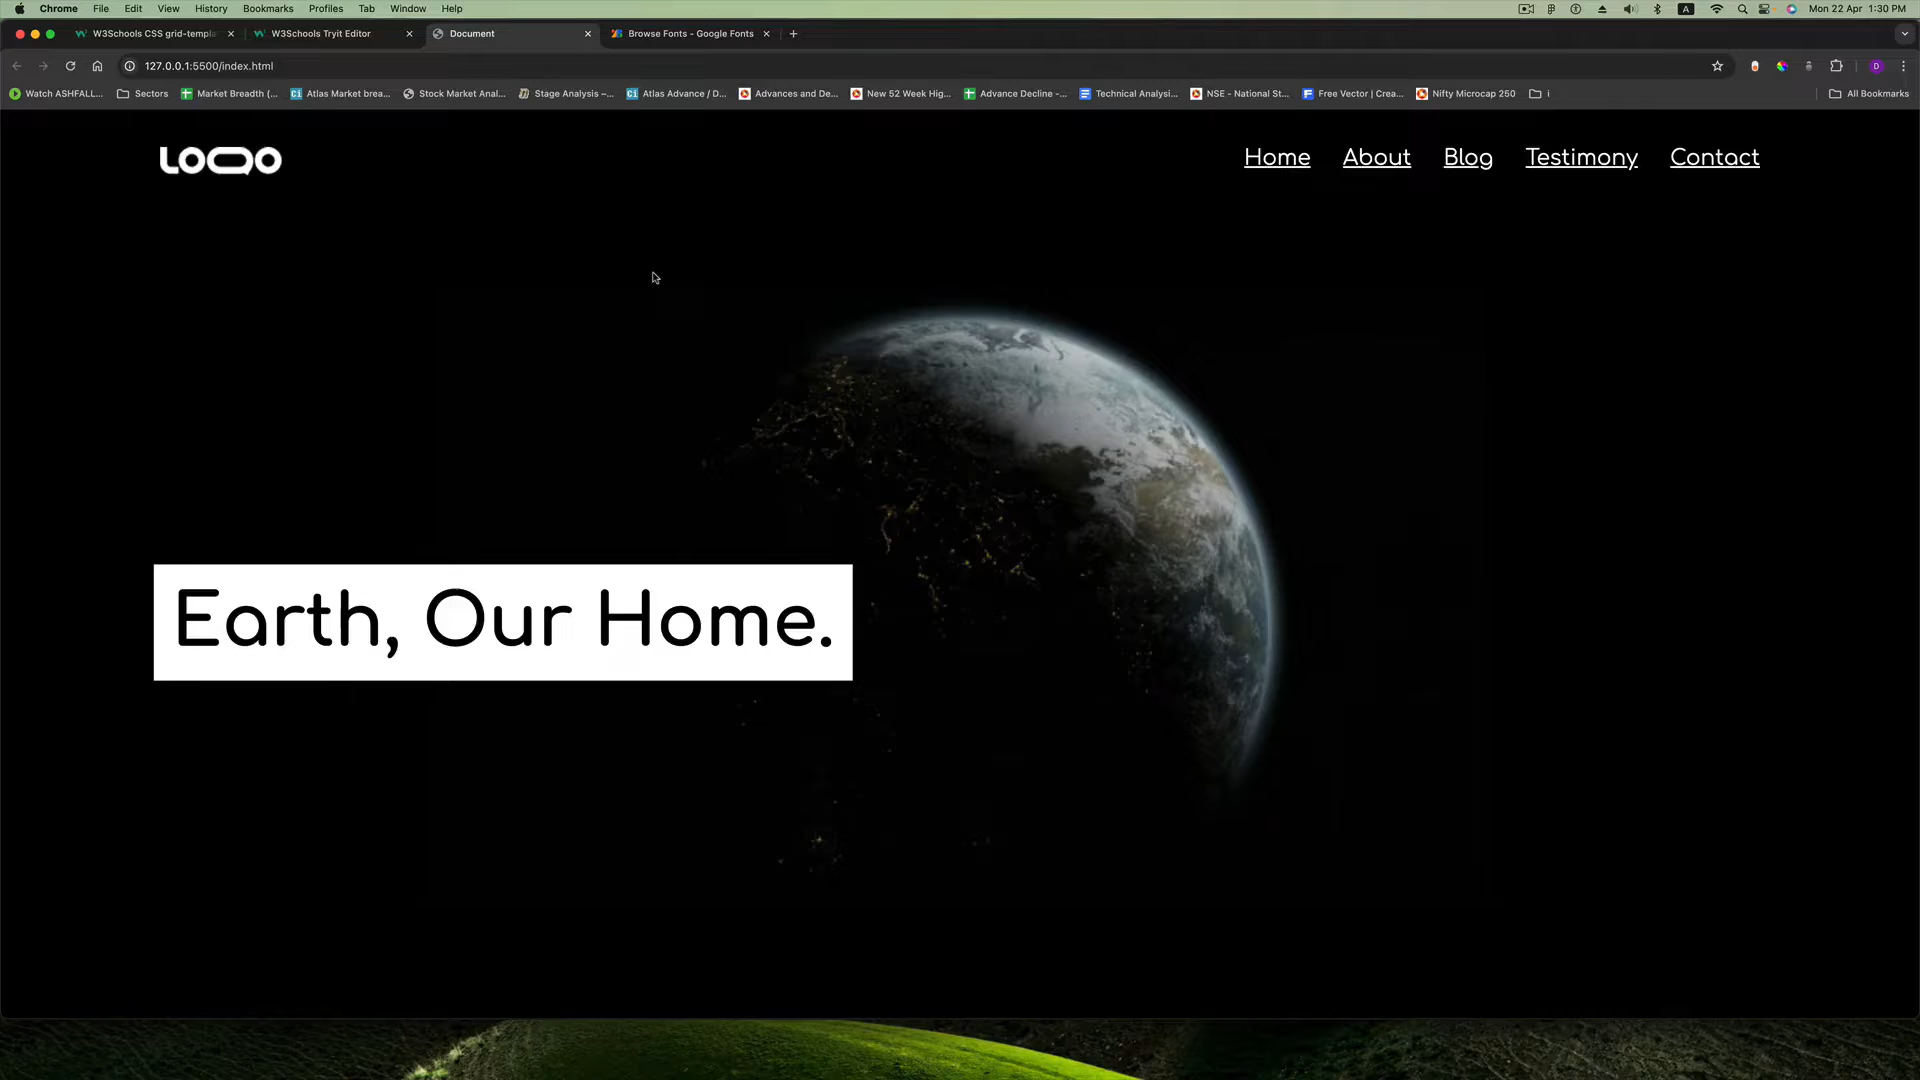 Chrome File Edit View History Bookmarks Profiles Tab Window Help A Mon 22 Apr 1:30 PM
W3Schools CSS grid-templa W3Schools Tryit Editor Document Browse Fonts - Google Fonts
127.0.0.1:5500/index.html D
Watch ASHFALL... Sectors Market Breadth (... Atlas Market brea... Stock Market Anal... Stage Analysis –... Atlas Advance / D... Advances and De... New 52 Week Hig... Advance Decline -... Technical Analysi... NSE - National St... Free Vector | Crea... Nifty Microcap 250 i All Bookmarks
LOQO Home About Blog Testimony Contact
Earth, Our Home.